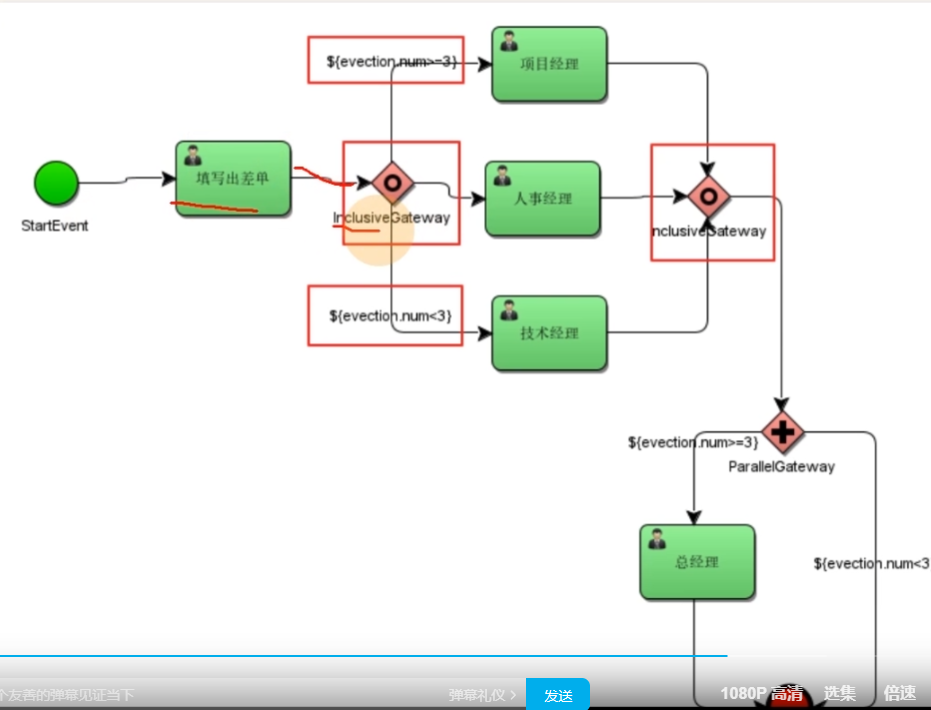 ${evection.num>=3}
项目经理
填写出差单
人事经理
StartEvent
InclusiveGateway
nclusiveGateway
${evection.num<3}
技术经理
${evection.num>=3}
ParallelGateway
总经理
${evection.num<3
个友善的弹幕见证当下
弹幕礼仪 >
发送
1080P 高清
选集
倍速